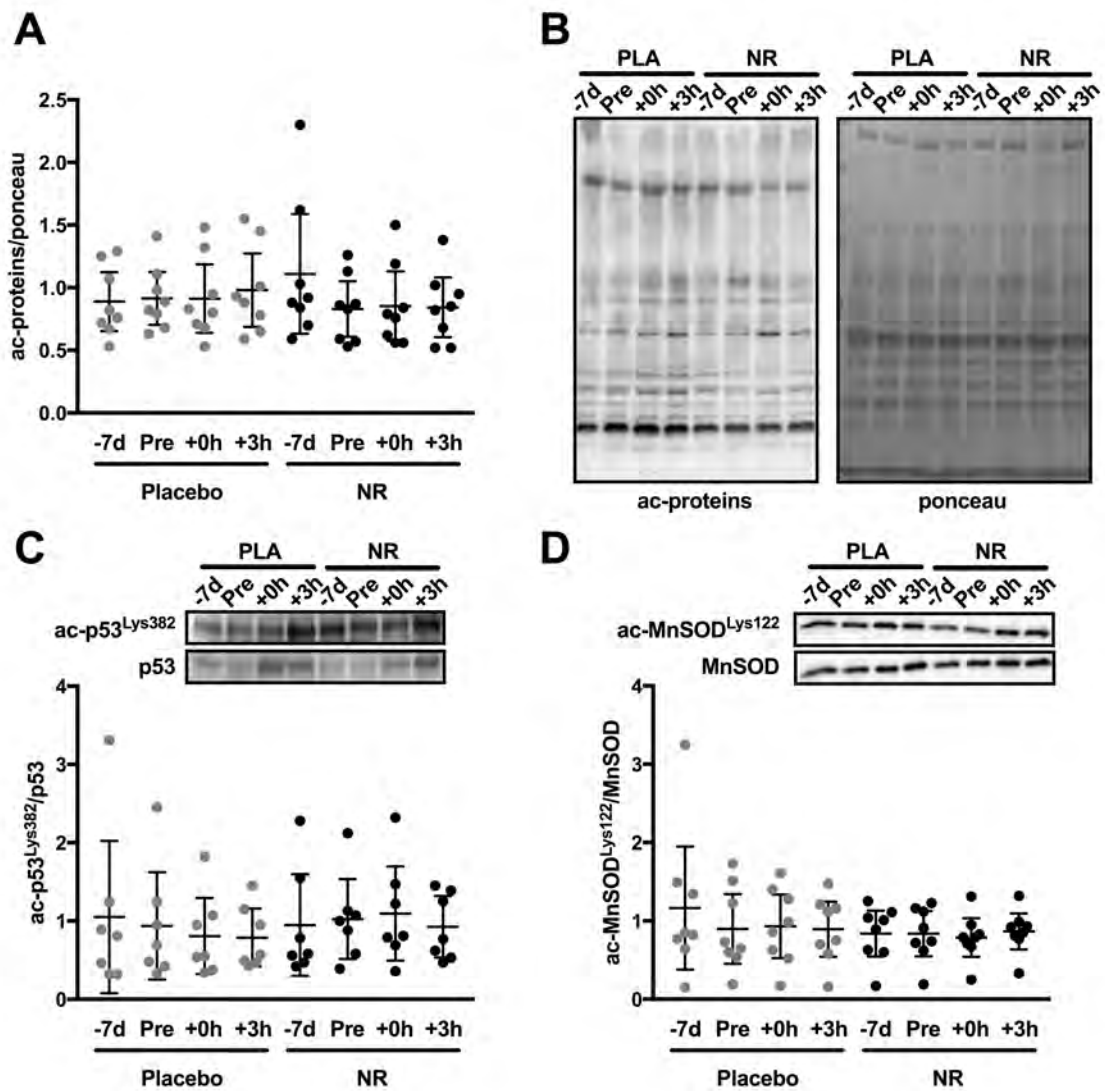 A
ac-proteins/ponceau
2.5
2.0
1.5
1.0
0.5
0.0
-7d Pre +0h +3h -7d Pre +0h +3h
Placebo NR
B
PLA NR PLA NR
-7d Pre +0h +3h -7d Pre +0h +3h -7d Pre +0h +3h -7d Pre +0h +3h
ac-proteins ponceau
C
PLA NR
-7d Pre +0h +3h -7d Pre +0h +3h
ac-p53Lys382
p53
ac-p53Lys382/p53
4
3
2
1
0
-7d Pre +0h +3h -7d Pre +0h +3h
Placebo NR
D
PLA NR
-7d Pre +0h +3h -7d Pre +0h +3h
ac-MnSODLys122
MnSOD
ac-MnSODLys122/MnSOD
4
3
2
1
0
-7d Pre +0h +3h -7d Pre +0h +3h
Placebo NR